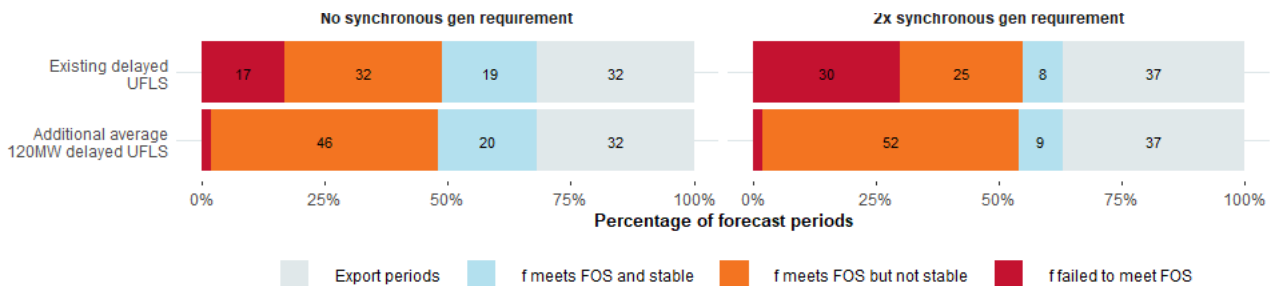 No synchronous gen requirement
2x synchronous gen requirement
Existing delayed
UFLS
17 32 19 32
30 25 8 37
Additional average
120MW delayed UFLS
46 20 32
52 9 37
0% 25% 50% 75% 100%
0% 25% 50% 75% 100%
Percentage of forecast periods
Export periods f meets FOS and stable f meets FOS but not stable f failed to meet FOS